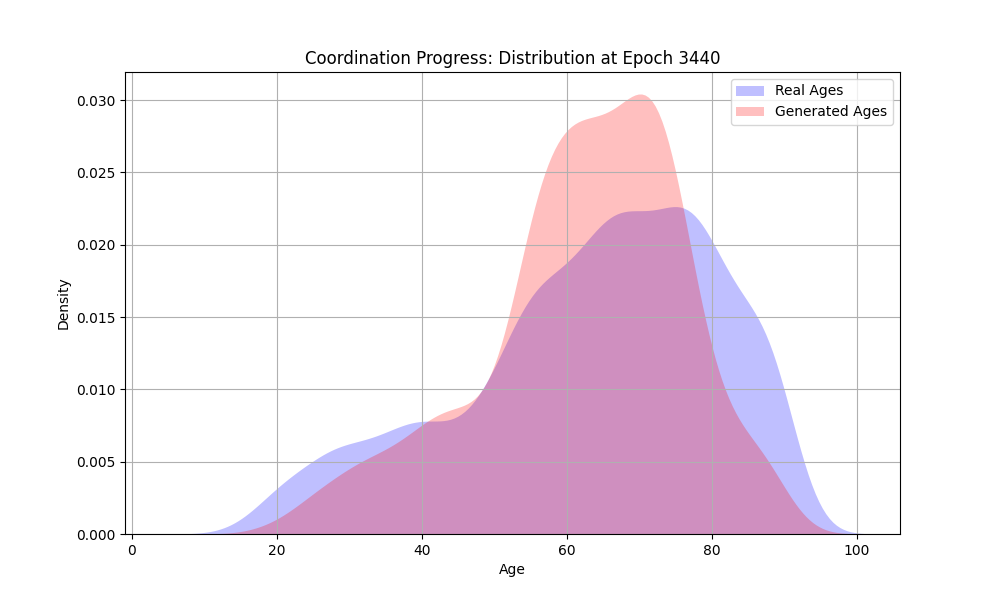 Coordination Progress: Distribution at Epoch 3440
Real Ages
Generated Ages
0.030
0.025
0.020
0.015
0.010
0.005
0.000
Density
0 20 40 60 80 100
Age